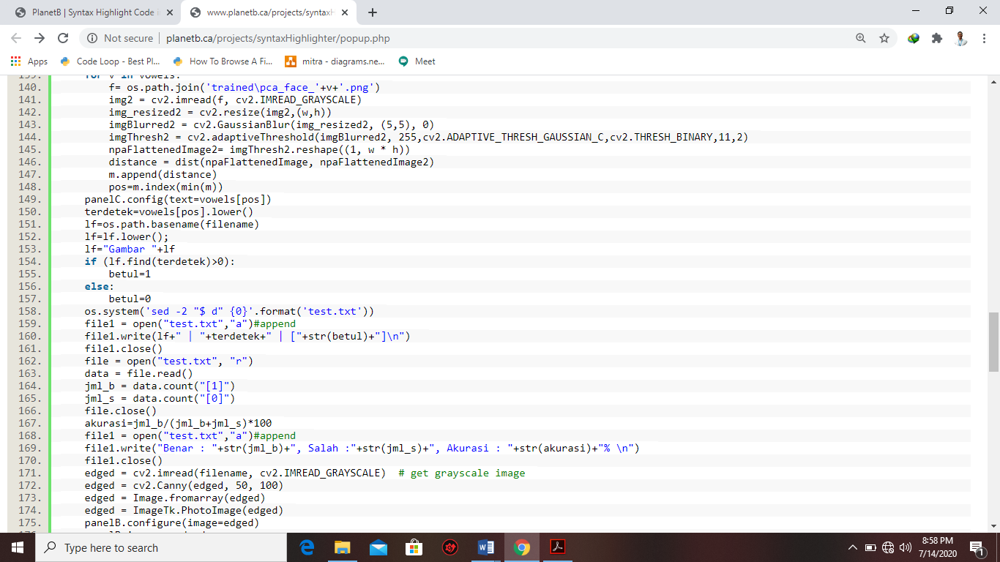 PlanetB | Syntax Highlight Code i
www.planetb.ca/projects/syntaxH
Not secure
planetb.ca/projects/syntaxHighlighter/popup.php
Apps
Code Loop - Best Pl...
How To Browse A Fi...
mitra - diagrams.ne...
Meet
139. for v in vowels:
140. f= os.path.join('trained\pca_face_'+v+'.png')
141. img2 = cv2.imread(f, cv2.IMREAD_GRAYSCALE)
142. img_resized2 = cv2.resize(img2,(w,h))
143. imgBlurred2 = cv2.GaussianBlur(img_resized2, (5,5), 0)
144. imgThresh2 = cv2.adaptiveThreshold(imgBlurred2, 255,cv2.ADAPTIVE_THRESH_GAUSSIAN_C,cv2.THRESH_BINARY,11,2)
145. npaFlattenedImage2= imgThresh2.reshape((1, w * h))
146. distance = dist(npaFlattenedImage, npaFlattenedImage2)
147. m.append(distance)
148. pos=m.index(min(m))
149. panelC.config(text=vowels[pos])
150. terdetek=vowels[pos].lower()
151. lf=os.path.basename(filename)
152. lf=lf.lower();
153. lf="Gambar "+lf
154. if (lf.find(terdetek)>0):
155. betul=1
156. else:
157. betul=0
158. os.system('sed -2 "$ d" {0}'.format('test.txt'))
159. file1 = open("test.txt","a")#append
160. file1.write(lf+" | "+terdetek+" | ["+str(betul)+"]\n")
161. file1.close()
162. file = open("test.txt", "r")
163. data = file.read()
164. jml_b = data.count("[1]")
165. jml_s = data.count("[0]")
166. file.close()
167. akurasi=jml_b/(jml_b+jml_s)*100
168. file1 = open("test.txt","a")#append
169. file1.write("Benar : "+str(jml_b)+", Salah :"+str(jml_s)+", Akurasi : "+str(akurasi)+"% \n")
170. file1.close()
171. edged = cv2.imread(filename, cv2.IMREAD_GRAYSCALE)  # get grayscale image
172. edged = cv2.Canny(edged, 50, 100)
173. edged = Image.fromarray(edged)
174. edged = ImageTk.PhotoImage(edged)
175. panelB.configure(image=edged)
Type here to search
8:58 PM
7/14/2020
1